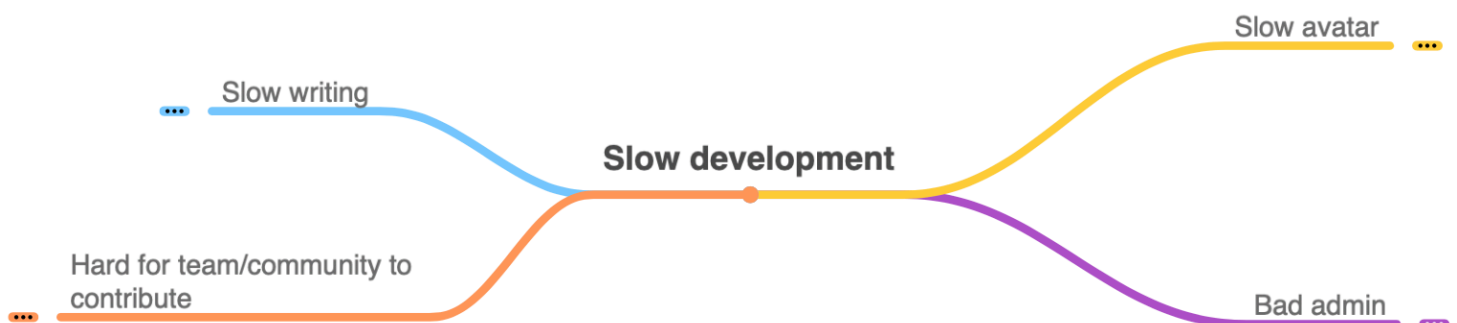 Slow avatar
Slow writing
Slow development
Hard for team/community to
contribute
Bad admin